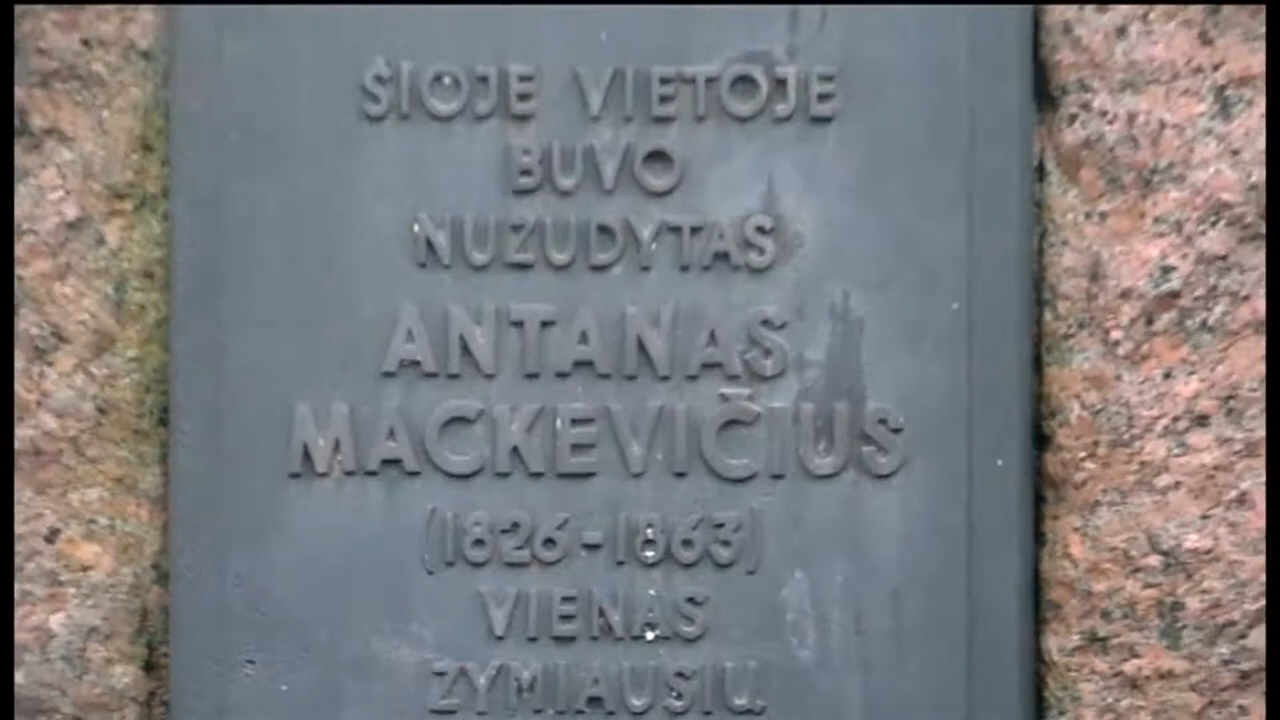 ŠIOJE VIETOJE
BUVO
NUŽUDYTAS
ANTANAS
MACKEVIČIUS
(1826-1863)
VIENAS
ŽYMIAUSIŲ